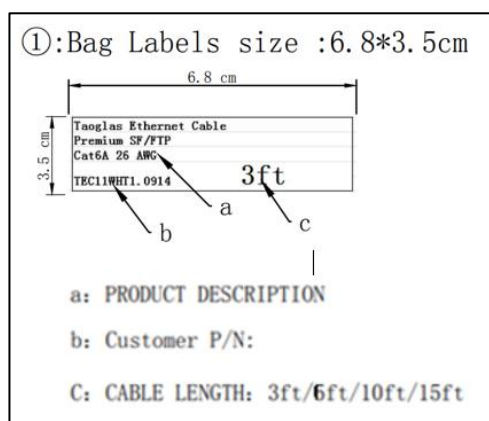 ①:Bag Labels size :6.8*3.5cm
6.8 cm
3.5 cm
Taoglas Ethernet Cable
Premium SF/FTP
Cat6A 26 AWG
TEC11WHT1.0914 3ft
a
b
c
a: PRODUCT DESCRIPTION
b: Customer P/N:
C: CABLE LENGTH: 3ft/6ft/10ft/15ft